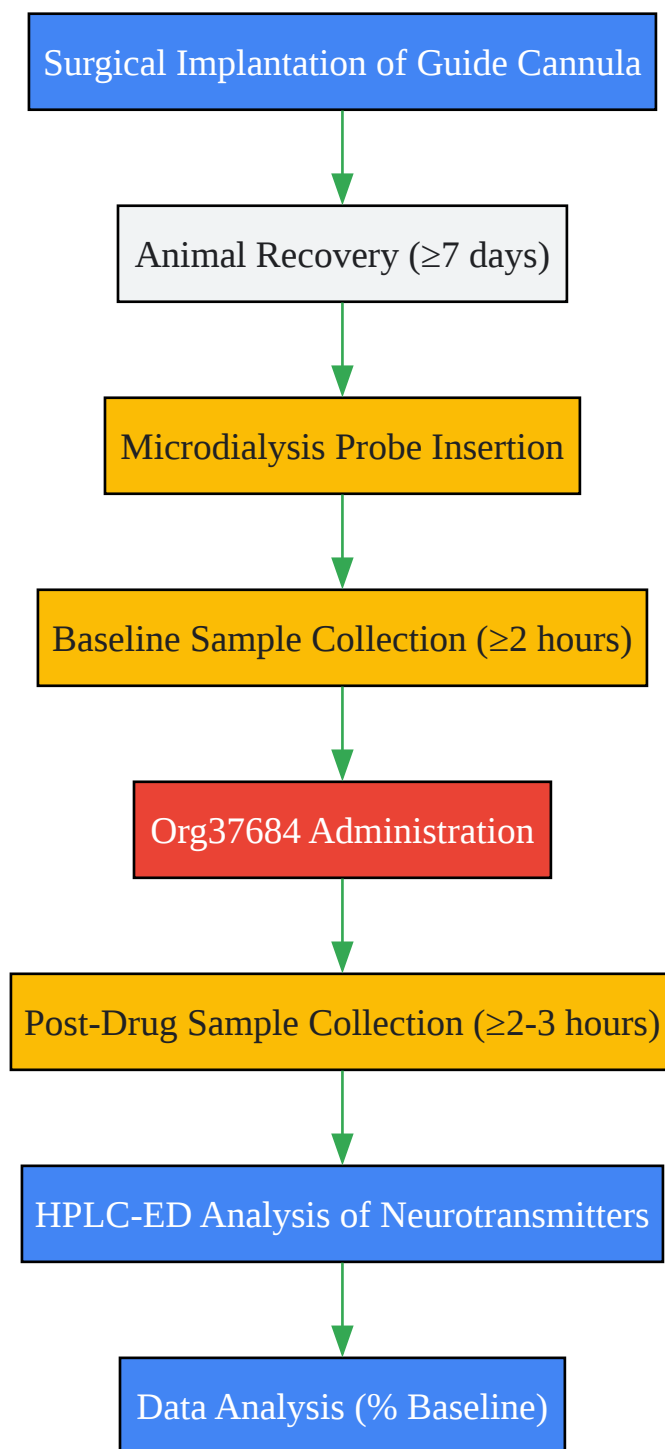 Surgical Implantation of Guide Cannula
Animal Recovery (≥7 days)
Microdialysis Probe Insertion
Baseline Sample Collection (≥2 hours)
Org37684 Administration
Post-Drug Sample Collection (≥2-3 hours)
HPLC-ED Analysis of Neurotransmitters
Data Analysis (% Baseline)